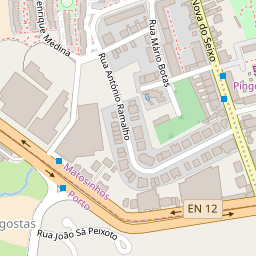 enrique Medina
Rua António Ramalho
Rua Mário Botas
Nova do Seixo
Pingo
Matosinhos
Porto
EN 12
gostas
Rua João Sá Peixoto